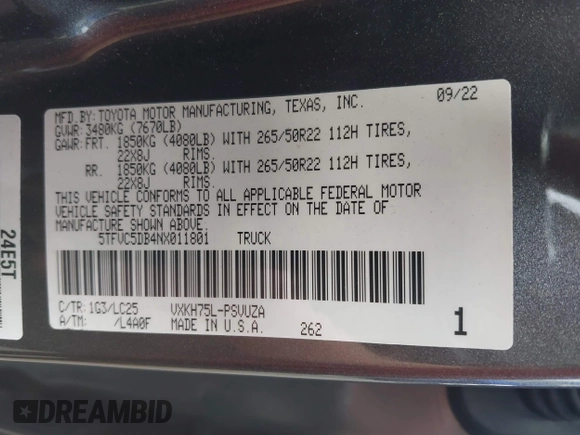 MFD.BY:TOYOTA MOTOR MANUFACTURING, TEXAS, INC. 09/22
GVWR:3480KG (7670LB)
GAWR:FRT. 1850KG (4080LB) WITH 265/50R22 112H TIRES,
22X8J RIMS.
RR. 1850KG (4080LB) WITH 265/50R22 112H TIRES,
22X8J RIMS.
THIS VEHICLE CONFORMS TO ALL APPLICABLE FEDERAL MOTOR
VEHICLE SAFETY STANDARDS IN EFFECT ON THE DATE OF
MANUFACTURE SHOWN ABOVE.
5TFVC5DB4NX011801 TRUCK
C/TR:1G3/LC25 VXKH75L-PSVUZA
A/TM: /L4A0F MADE IN U.S.A. 262 1
24E5T
DREAMBID